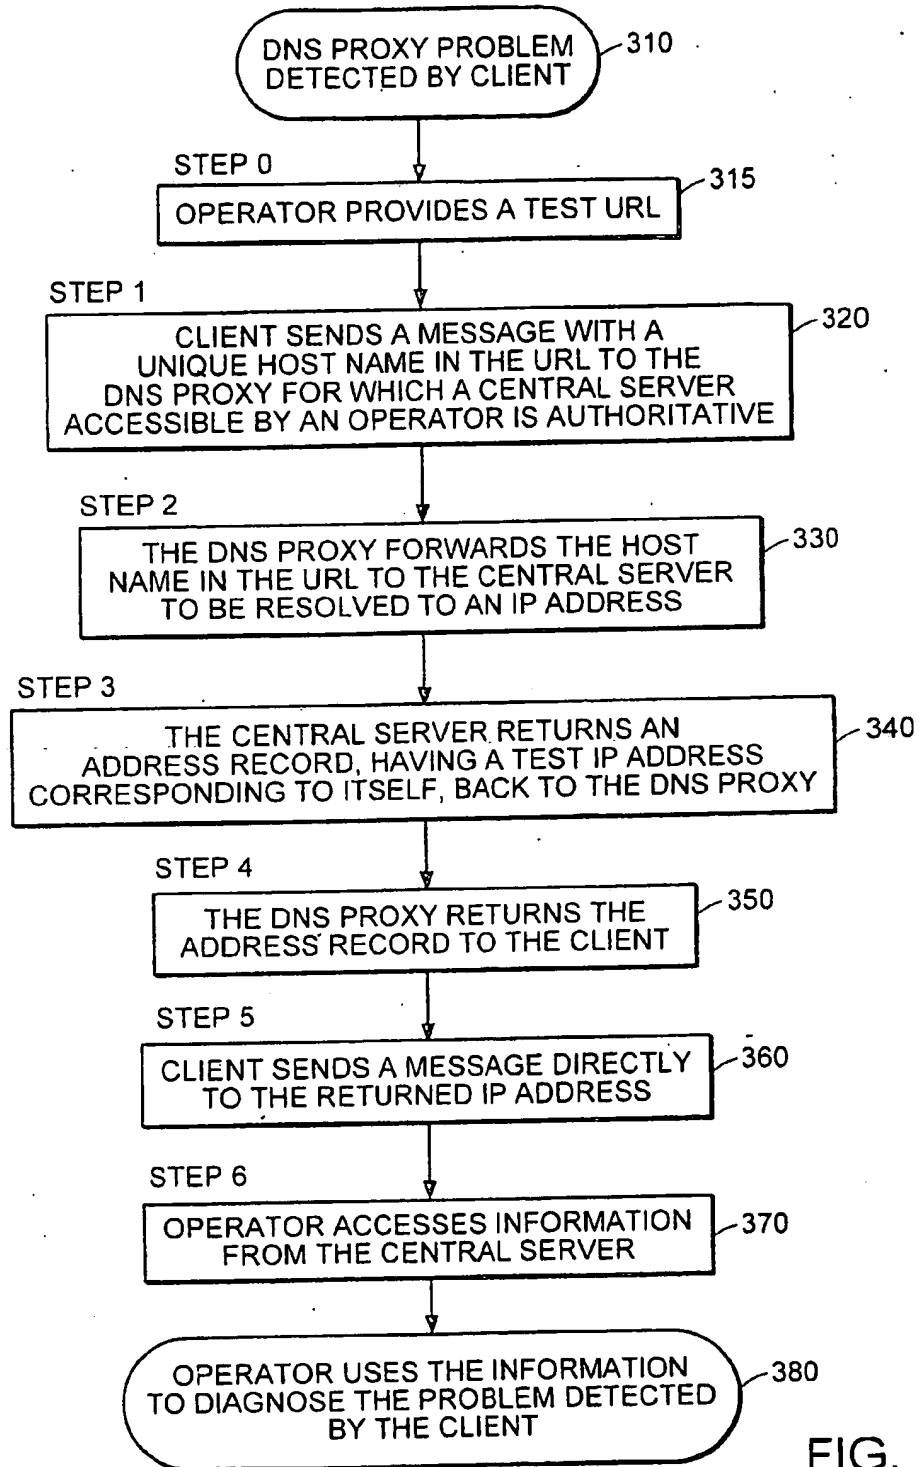 DNS PROXY PROBLEM
DETECTED BY CLIENT
310
STEP 0
OPERATOR PROVIDES A TEST URL
315
STEP 1
CLIENT SENDS A MESSAGE WITH A
UNIQUE HOST NAME IN THE URL TO THE
DNS PROXY FOR WHICH A CENTRAL SERVER
ACCESSIBLE BY AN OPERATOR IS AUTHORITATIVE
320
STEP 2
THE DNS PROXY FORWARDS THE HOST
NAME IN THE URL TO THE CENTRAL SERVER
TO BE RESOLVED TO AN IP ADDRESS
330
STEP 3
THE CENTRAL SERVER RETURNS AN
ADDRESS RECORD, HAVING A TEST IP ADDRESS
CORRESPONDING TO ITSELF, BACK TO THE DNS PROXY
340
STEP 4
THE DNS PROXY RETURNS THE
ADDRESS RECORD TO THE CLIENT
350
STEP 5
CLIENT SENDS A MESSAGE DIRECTLY
TO THE RETURNED IP ADDRESS
360
STEP 6
OPERATOR ACCESSES INFORMATION
FROM THE CENTRAL SERVER
370
OPERATOR USES THE INFORMATION
TO DIAGNOSE THE PROBLEM DETECTED
BY THE CLIENT
380
FIG.